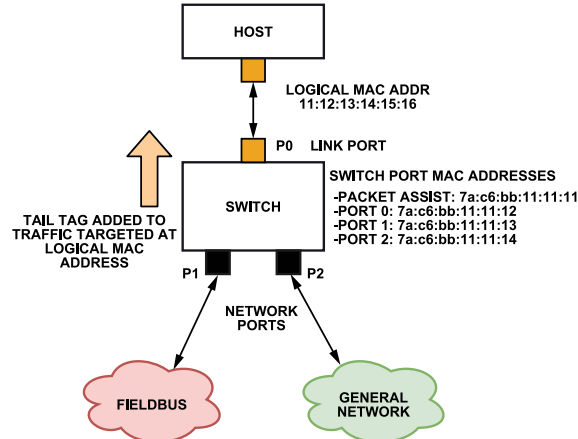 HOST
LOGICAL MAC ADDR
11:12:13:14:15:16
P0 LINK PORT
SWITCH PORT MAC ADDRESSES
-PACKET ASSIST: 7a:c6:bb:11:11:11
-PORT 0: 7a:c6:bb:11:11:12
-PORT 1: 7a:c6:bb:11:11:13
-PORT 2: 7a:c6:bb:11:11:14
SWITCH
TAIL TAG ADDED TO
TRAFFIC TARGETED AT
LOGICAL MAC
ADDRESS
P1
P2
NETWORK
PORTS
FIELDBUS
GENERAL
NETWORK